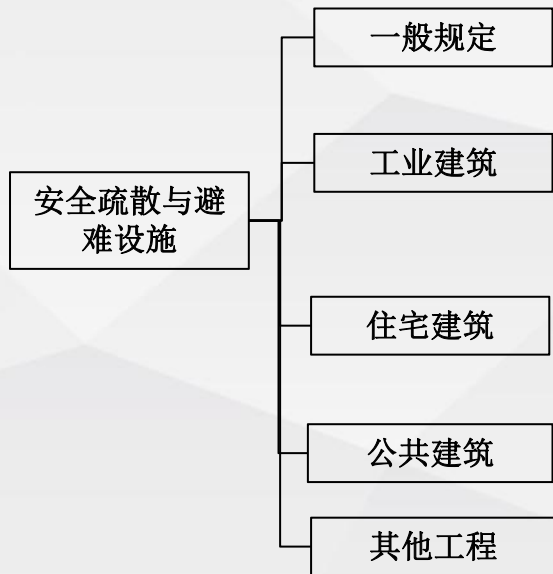 一般规定
工业建筑
安全疏散与避
难设施
住宅建筑
公共建筑
其他工程